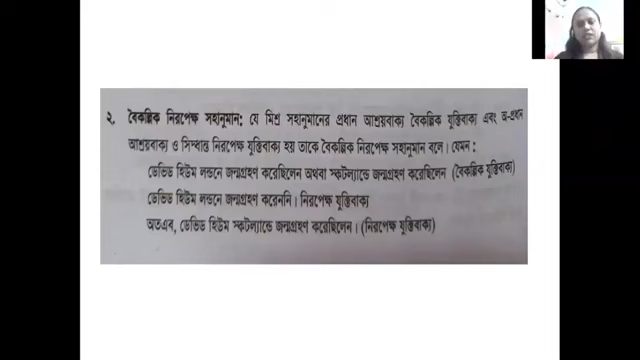 ২. বৈকল্পিক নিরপেক্ষ সহানুমান: যে মিশ্র সহানুমানের প্রধান আশ্রয়বাক্য বৈকল্পিক যুক্তিবাক্য এবং অ-প্রধান
আশ্রয়বাক্য ও সিদ্ধান্ত নিরপেক্ষ যুক্তিবাক্য হয় তাকে বৈকল্পিক নিরপেক্ষ সহানুমান বলে। যেমন :
ডেভিড হিউম লন্ডনে জন্মগ্রহণ করেছিলেন অথবা স্কটল্যান্ডে জন্মগ্রহণ করেছিলেন (বৈকল্পিক যুক্তিবাক্য)
ডেভিড হিউম লন্ডনে জন্মগ্রহণ করেননি। নিরপেক্ষ যুক্তিবাক্য
অতএব, ডেভিড হিউম স্কটল্যান্ডে জন্মগ্রহণ করেছিলেন। (নিরপেক্ষ যুক্তিবাক্য)